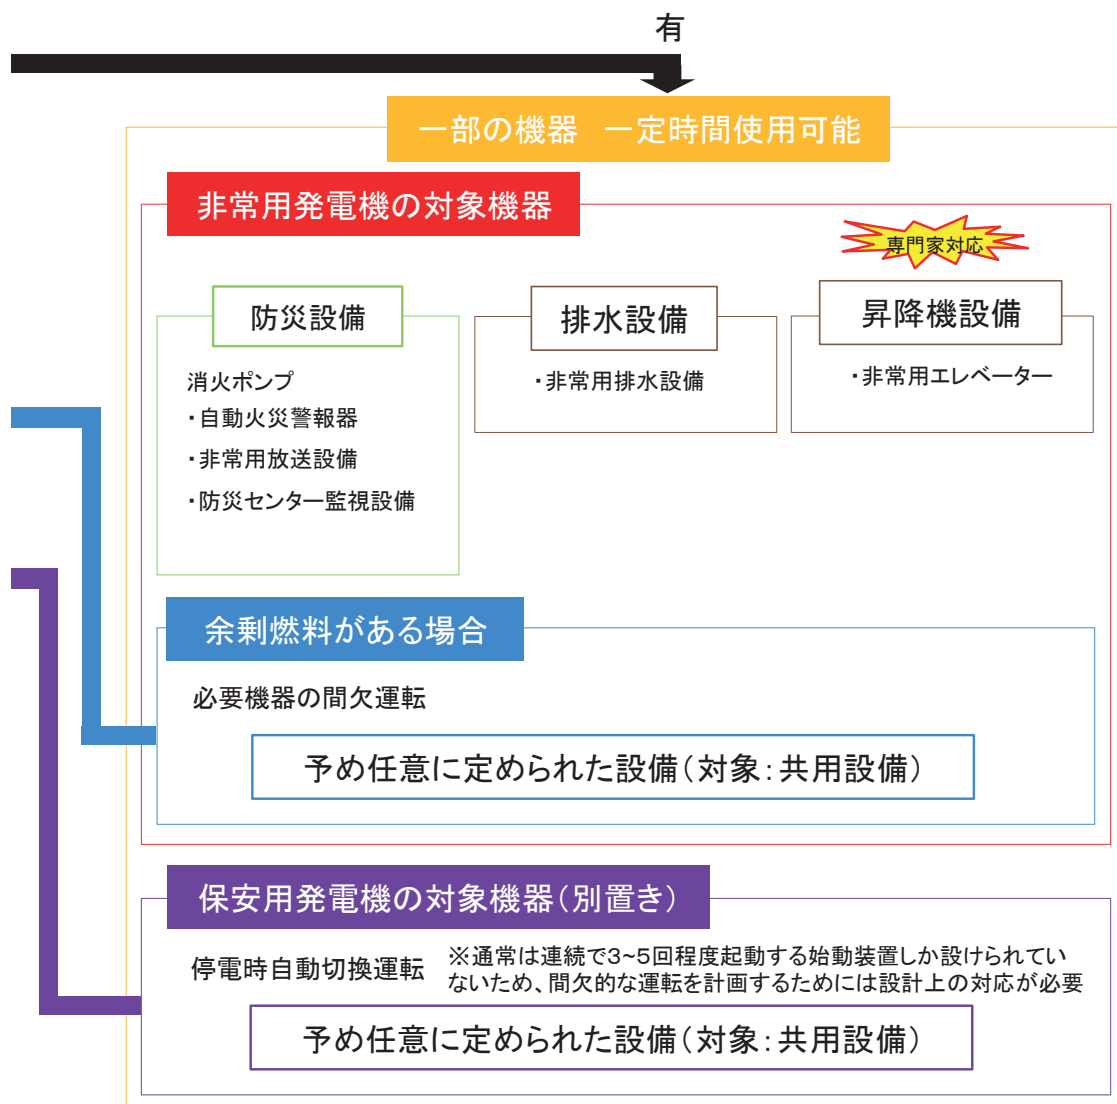 有
一部の機器　一定時間使用可能
非常用発電機の対象機器
専門家対応
防災設備
消火ポンプ
・自動火災警報器
・非常用放送設備
・防災センター監視設備
排水設備
・非常用排水設備
昇降機設備
・非常用エレベーター
余剰燃料がある場合
必要機器の間欠運転
予め任意に定められた設備（対象：共用設備）
保安用発電機の対象機器（別置き）
停電時自動切換運転
※通常は連続で3~5回程度起動する始動装置しか設けられてい
ないため、間欠的な運転を計画するためには設計上の対応が必要
予め任意に定められた設備（対象：共用設備）